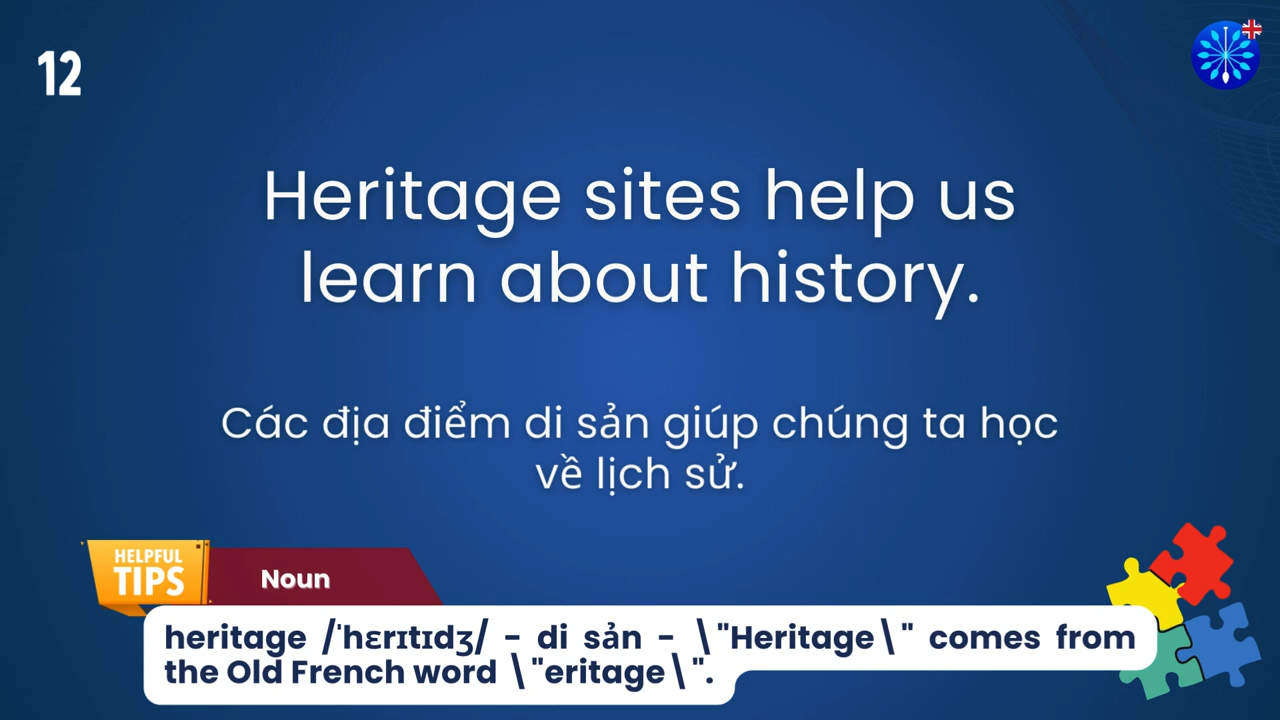 12
Heritage sites help us
learn about history.
Các địa điểm di sản giúp chúng ta học
về lịch sử.
HELPFUL
TIPS
Noun
heritage /ˈhɛrɪtɪdʒ/ - di sản - \"Heritage\" comes from
the Old French word \"eritage\".